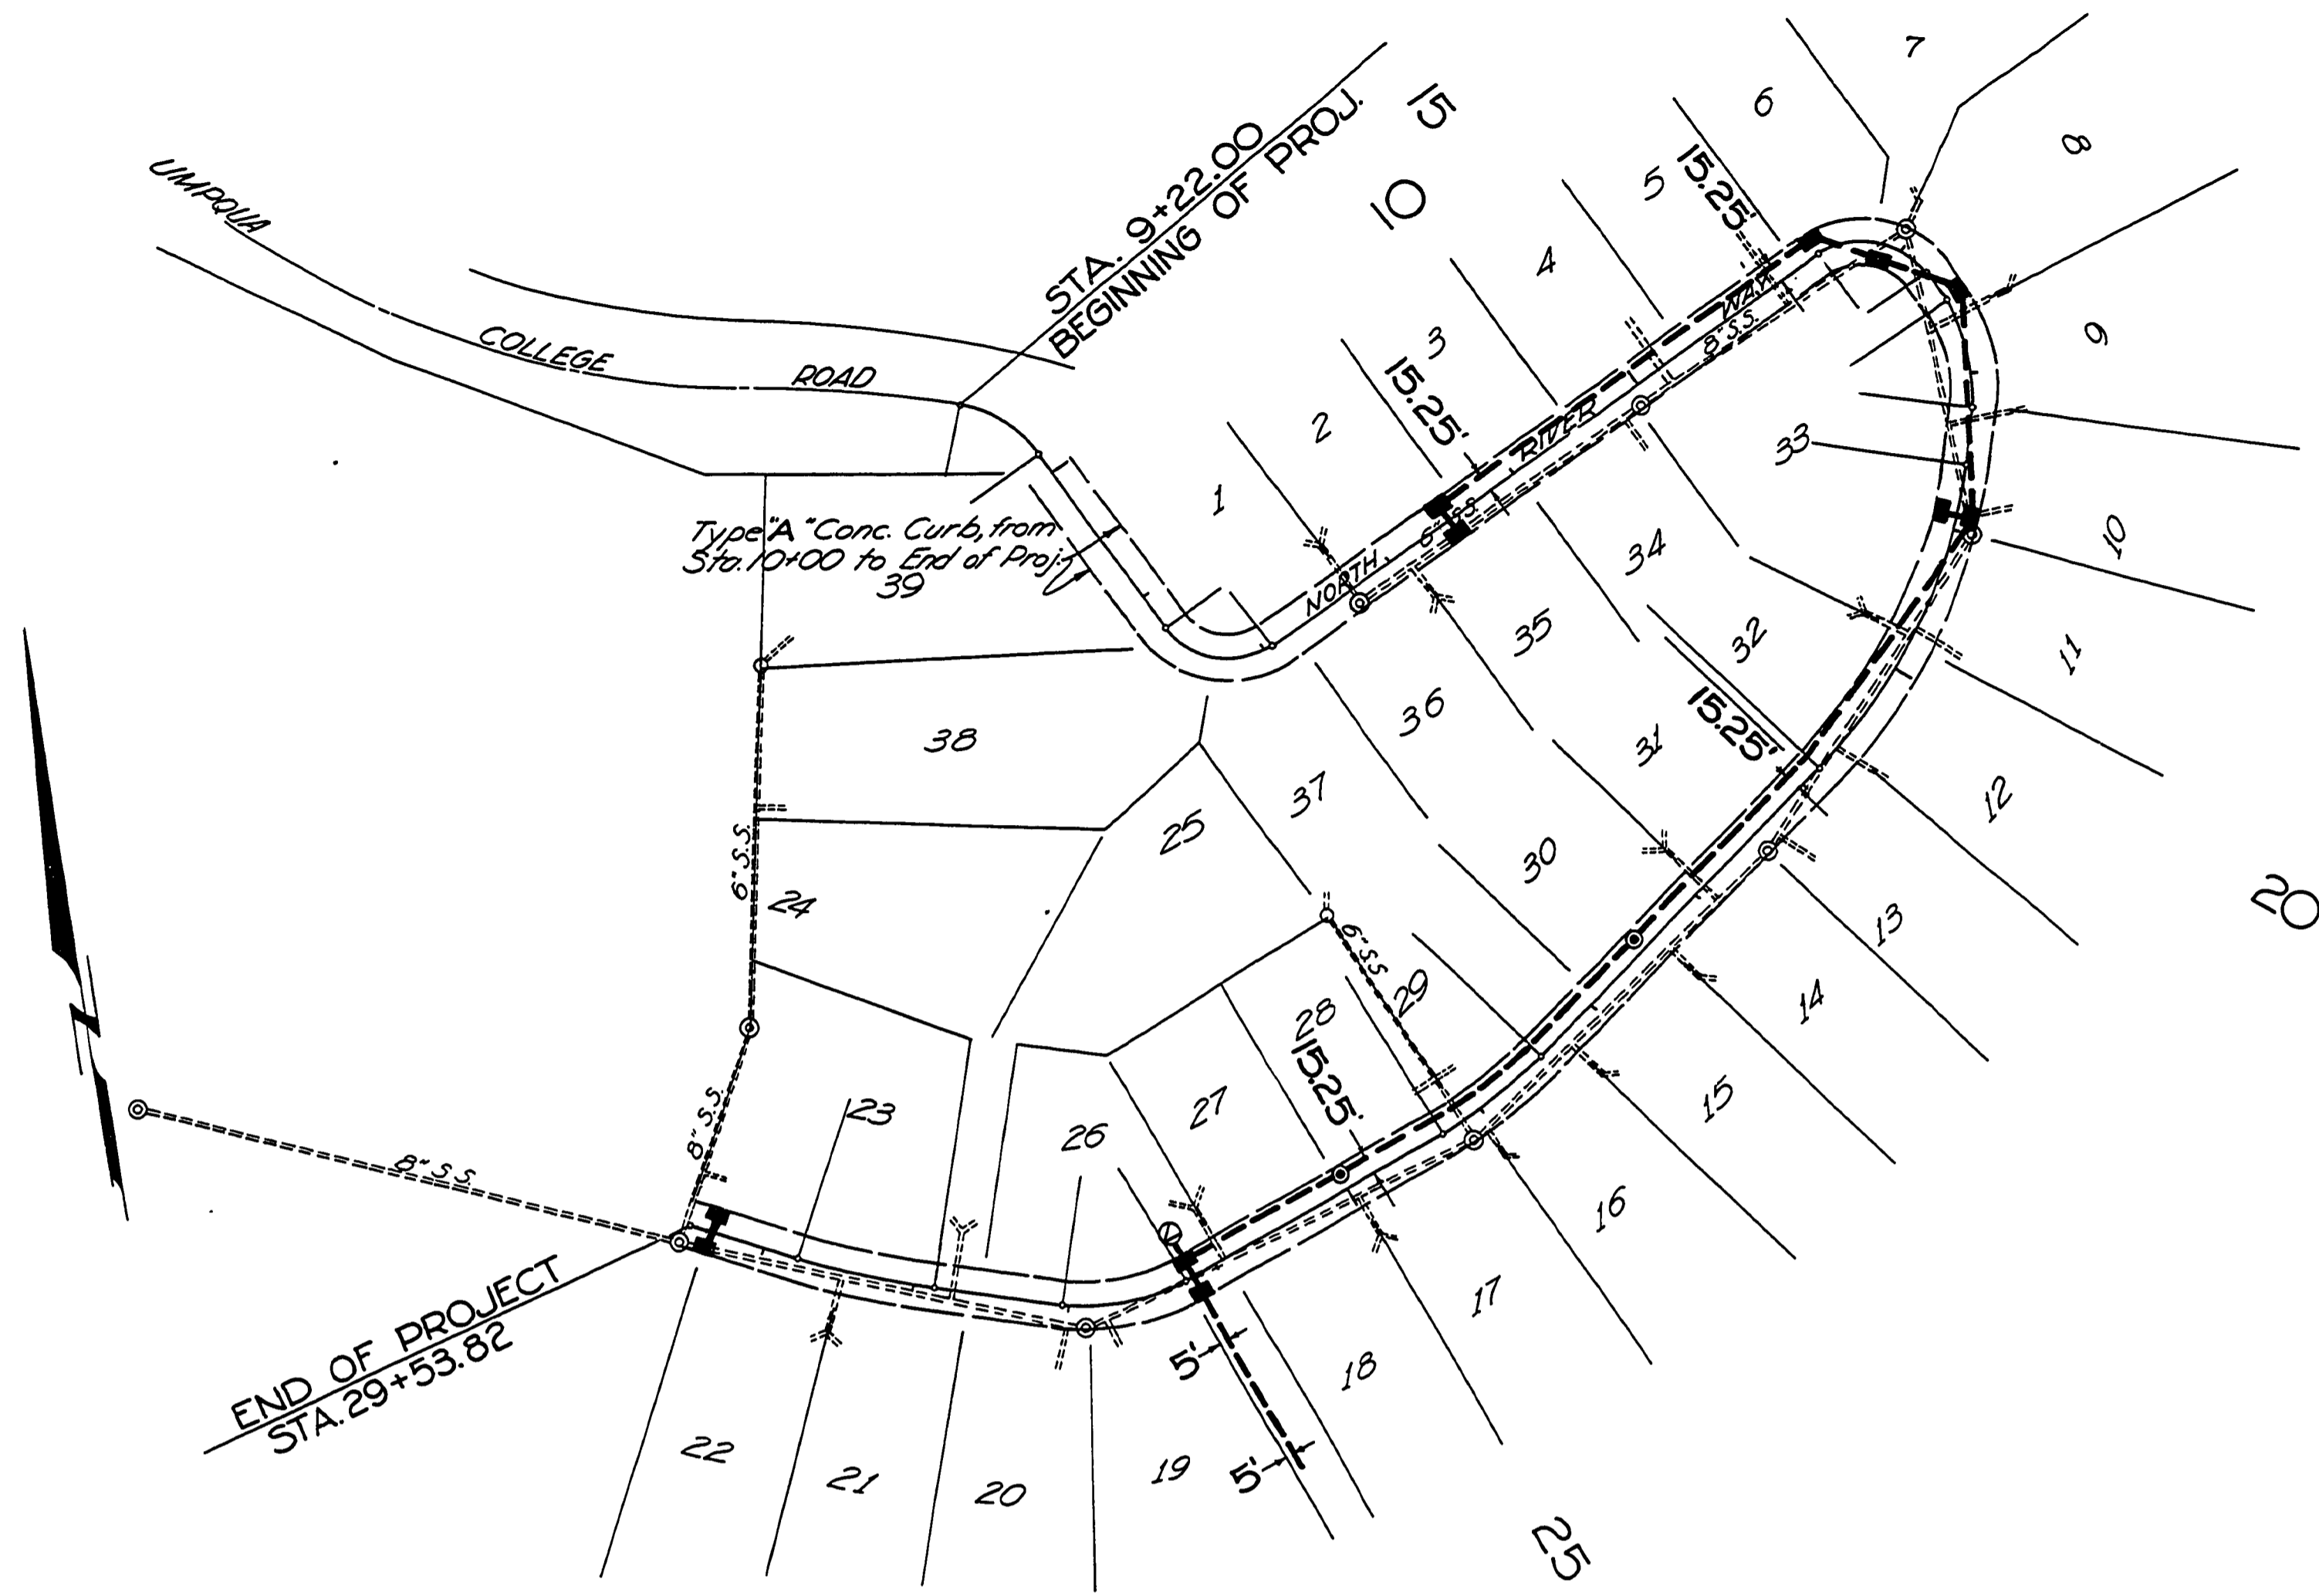 UMPQUA
COLLEGE
ROAD
STA. 9+22.00
BEGINNING OF PROJ.
15
10
7
6
8
5
15.25'
4
3
15.25'
2
1
9
33
10
NORTH
RIVER
WAY
8" S.S.
Type "A" Conc. Curb, from
Sta. 10+00 to End of Proj.
39
34
35
32
11
36
31
15.25'
38
37
12
25
30
13
20
6" S.S.
24
6" S.S
29
14
28
15.25'
15
27
23
26
8" S.S.
8" S S
16
17
END OF PROJECT
STA. 29+53.82
5'
18
5'
22
21
20
19
25